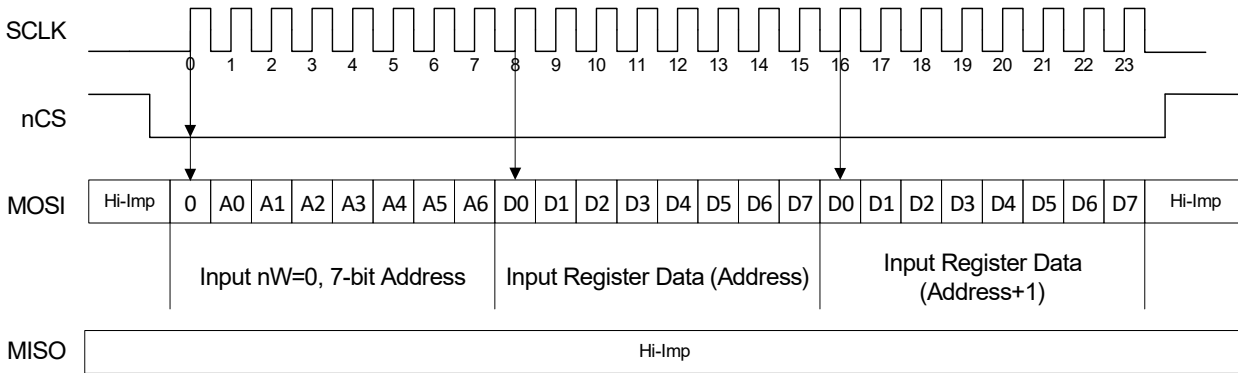 SCLK
0 1 2 3 4 5 6 7 8 9 10 11 12 13 14 15 16 17 18 19 20 21 22 23
nCS
MOSI Hi-Imp 0 A0 A1 A2 A3 A4 A5 A6 D0 D1 D2 D3 D4 D5 D6 D7 D0 D1 D2 D3 D4 D5 D6 D7 Hi-Imp
Input nW=0, 7-bit Address
Input Register Data (Address)
Input Register Data
(Address+1)
MISO Hi-Imp